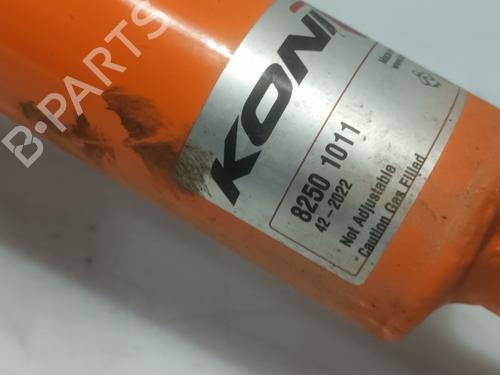 KONI
8250 1011
42-2022
Not Adjustable
Caution Gas Filled
B-PARTS